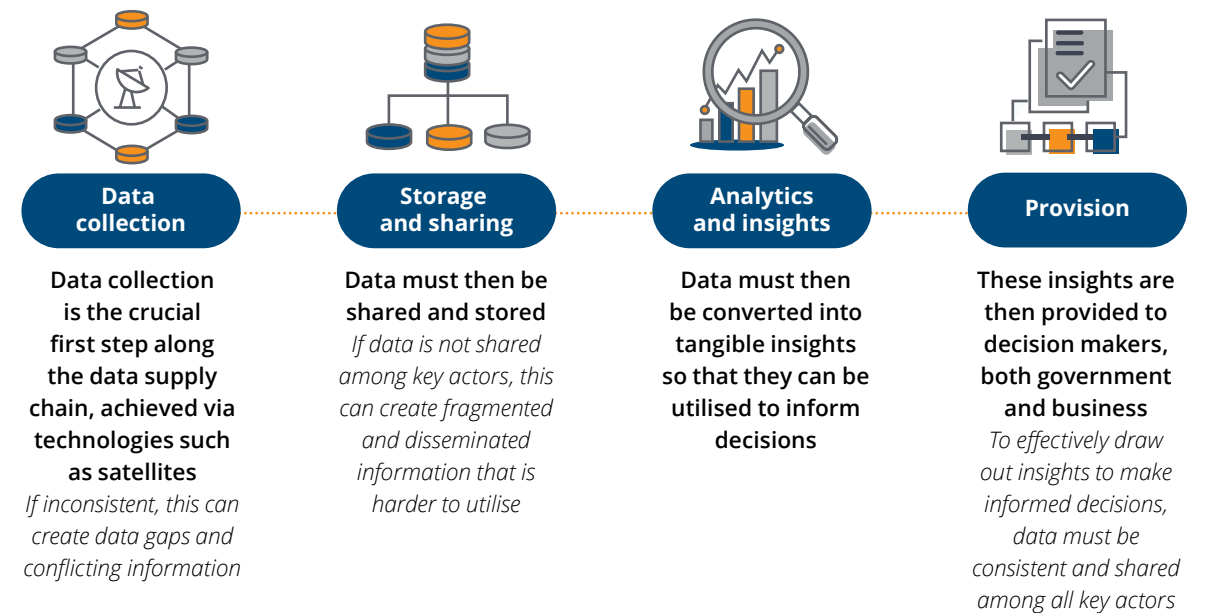 Data
collection
Storage
and sharing
Analytics
and insights
Provision
Data collection
is the crucial
first step along
the data supply
chain, achieved via
technologies such
as satellites
If inconsistent, this can
create data gaps and
conflicting information
Data must then be
shared and stored
If data is not shared
among key actors, this
can create fragmented
and disseminated
information that is
harder to utilise
Data must then
be converted into
tangible insights
so that they can be
utilised to inform
decisions
These insights are
then provided to
decision makers,
both government
and business
To effectively draw
out insights to make
informed decisions,
data must be
consistent and shared
among all key actors